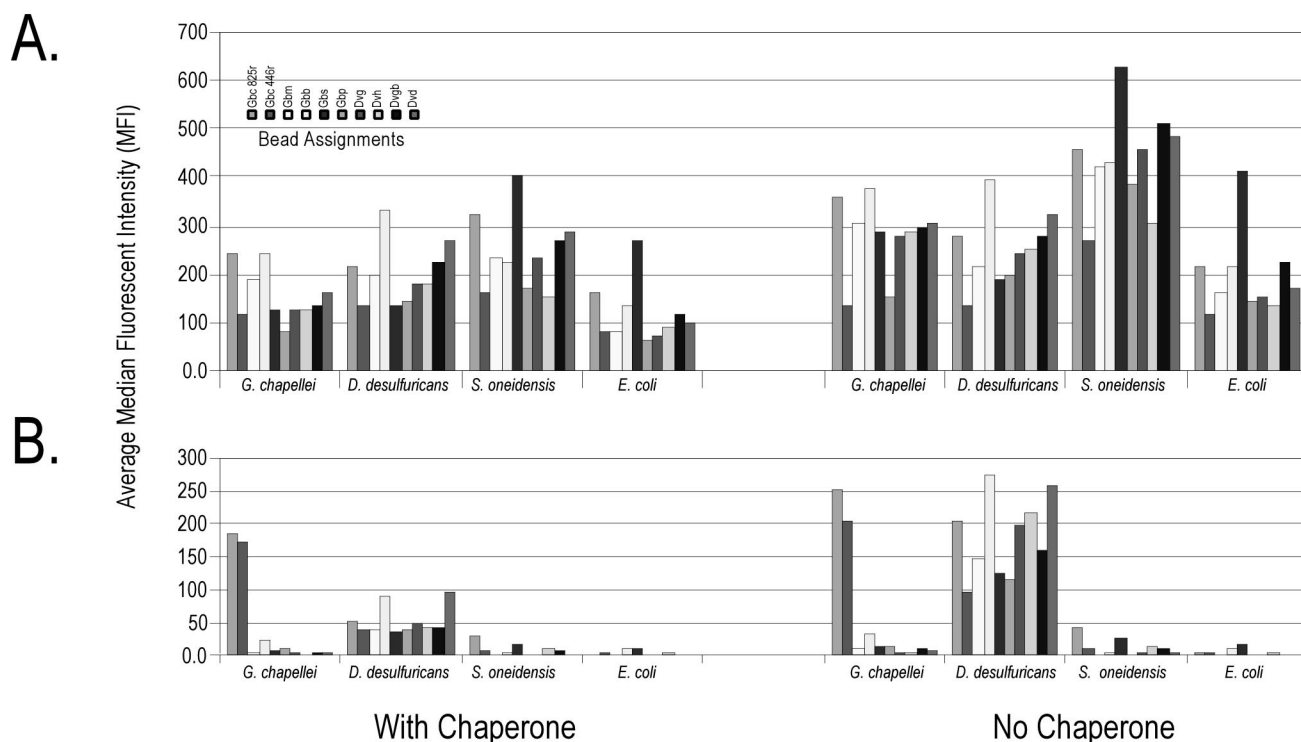 A.
Average Median Fluorescent Intensity (MFI)
700
600
500
400
300
200
100
0.0
Gbc 825r
Gbc 446r
Gbm
Gbb
Gbs
Gbp
Dvg
Dvh
Dvgb
Dvd
Bead Assignments
G. chapellei
D. desulfuricans
S. oneidensis
E. coli
G. chapellei
D. desulfuricans
S. oneidensis
E. coli
B.
300
250
200
150
100
50
0.0
G. chapellei
D. desulfuricans
S. oneidensis
E. coli
G. chapellei
D. desulfuricans
S. oneidensis
E. coli
With Chaperone
No Chaperone